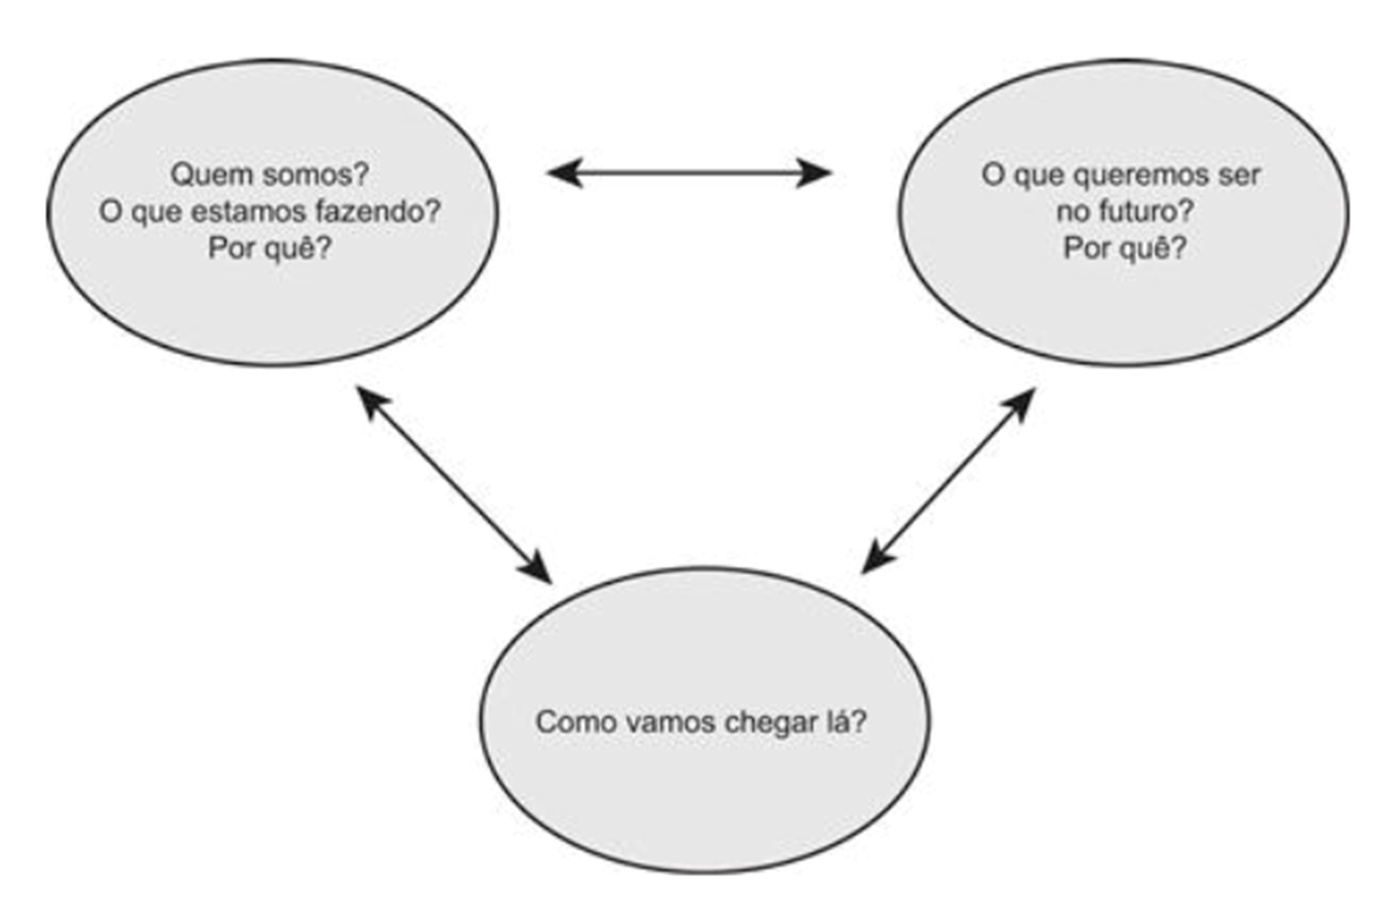 Quem somos?
O que estamos fazendo?
Por quê?
O que queremos ser
no futuro?
Por quê?
Como vamos chegar lá?